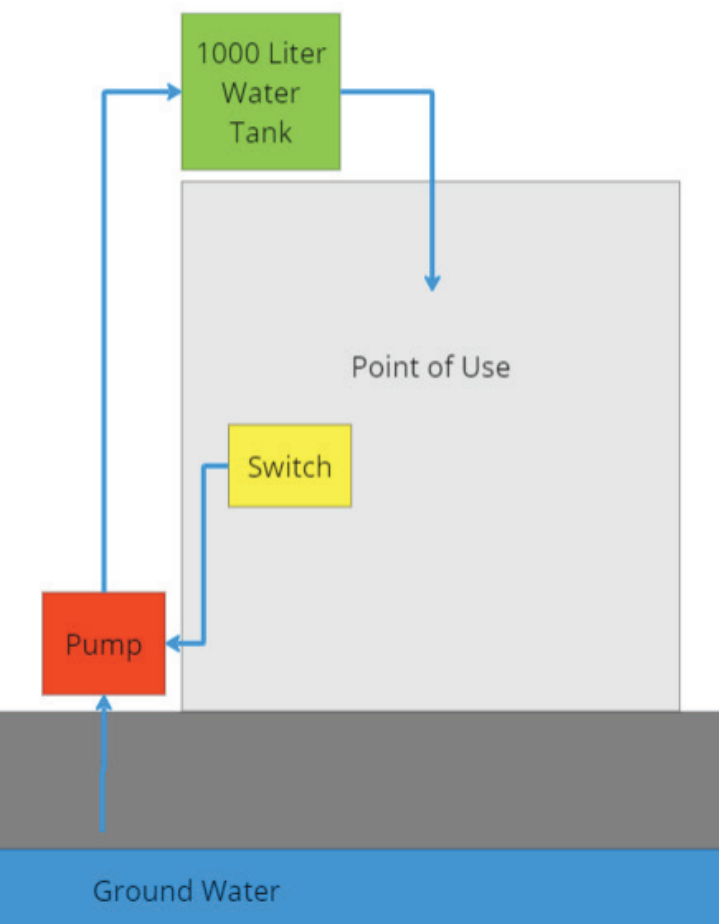 1000 Liter
Water
Tank
Point of Use
Switch
Pump
Ground Water